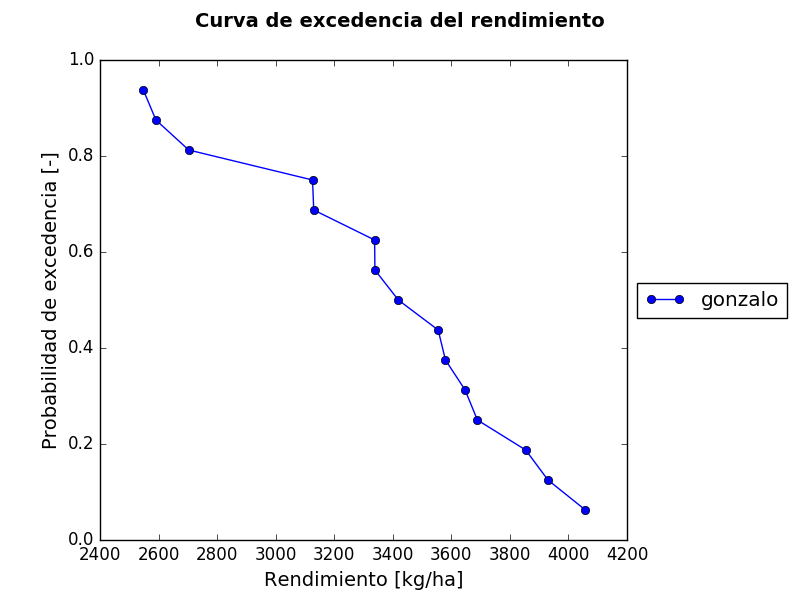 Curva de excedencia del rendimiento
Probabilidad de excedencia [-]
1.0
0.8
0.6
0.4
0.2
0.0
2400 2600 2800 3000 3200 3400 3600 3800 4000 4200
Rendimiento [kg/ha]
gonzalo